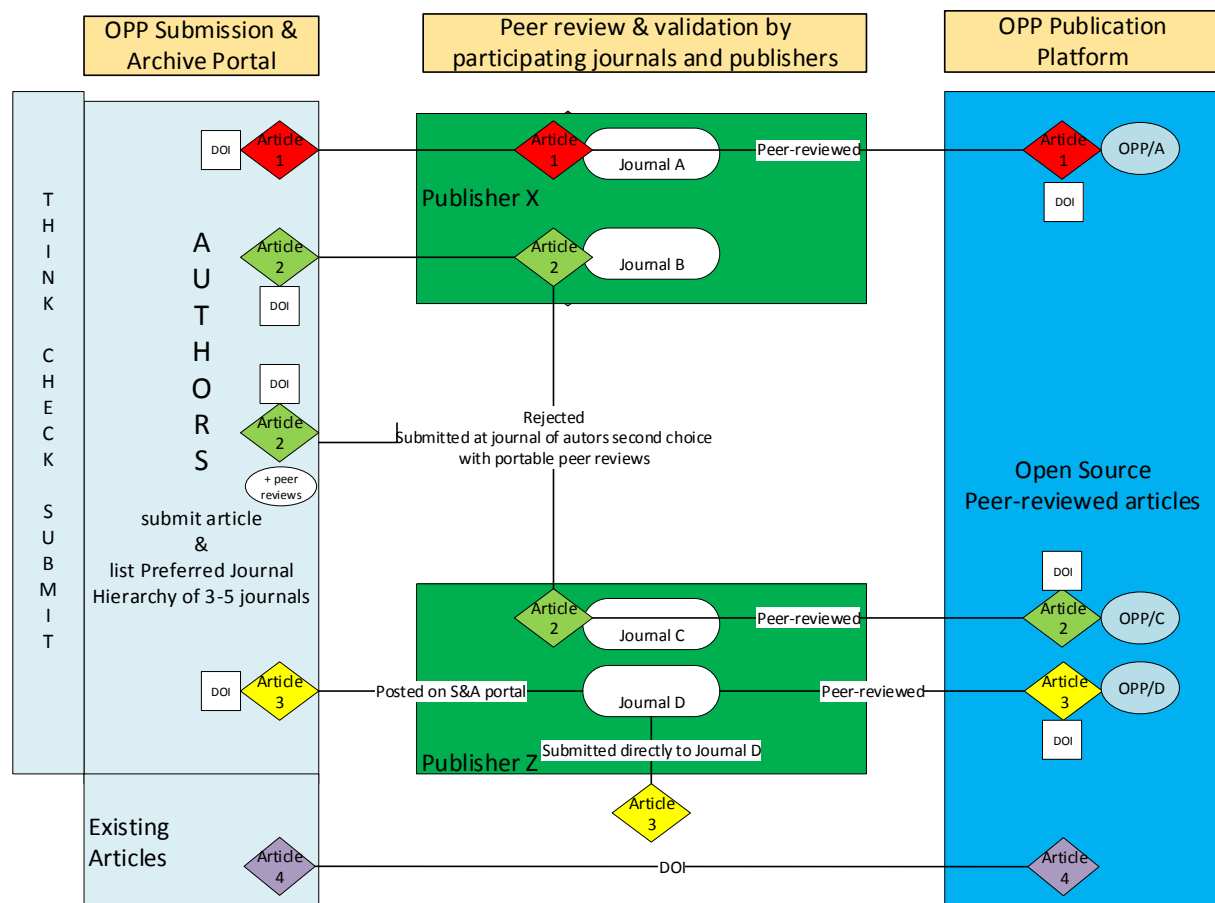 OPP Submission &
Archive Portal
Peer review & validation by
participating journals and publishers
OPP Publication
Platform
THINK CHECK SUBMIT
AUTHORS
DOI
Article
1
Article
1
Journal A
Peer-reviewed
Article
1
OPP/A
DOI
Publisher X
Article
2
DOI
Article
2
Journal B
DOI
Article
2
+ peer
reviews
Rejected
Submitted at journal of autors second choice
with portable peer reviews
submit article
&
list Preferred Journal
Hierarchy of 3-5 journals
Open Source
Peer-reviewed articles
Article
2
Journal C
Peer-reviewed
DOI
Article
2
OPP/C
DOI
Article
3
Posted on S&A portal
Journal D
Peer-reviewed
Article
3
OPP/D
DOI
Submitted directly to Journal D
Publisher Z
Article
3
Existing
Articles
Article
4
DOI
Article
4